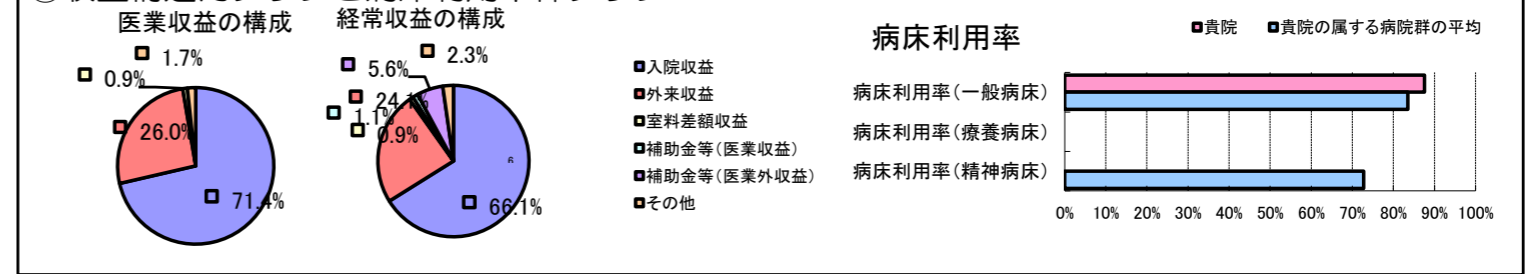 医業収益の構成
1.7%
0.9%
26.0%
71.4%
経常収益の構成
2.3%
5.6%
24.1%
1.1%
0.9%
6
66.1%
入院収益
外来収益
室料差額収益
補助金等(医業収益)
補助金等(医業外収益)
その他
病床利用率
貴院 貴院の属する病院群の平均
病床利用率(一般病床)
病床利用率(療養病床)
病床利用率(精神病床)
0% 10% 20% 30% 40% 50% 60% 70% 80% 90% 100%